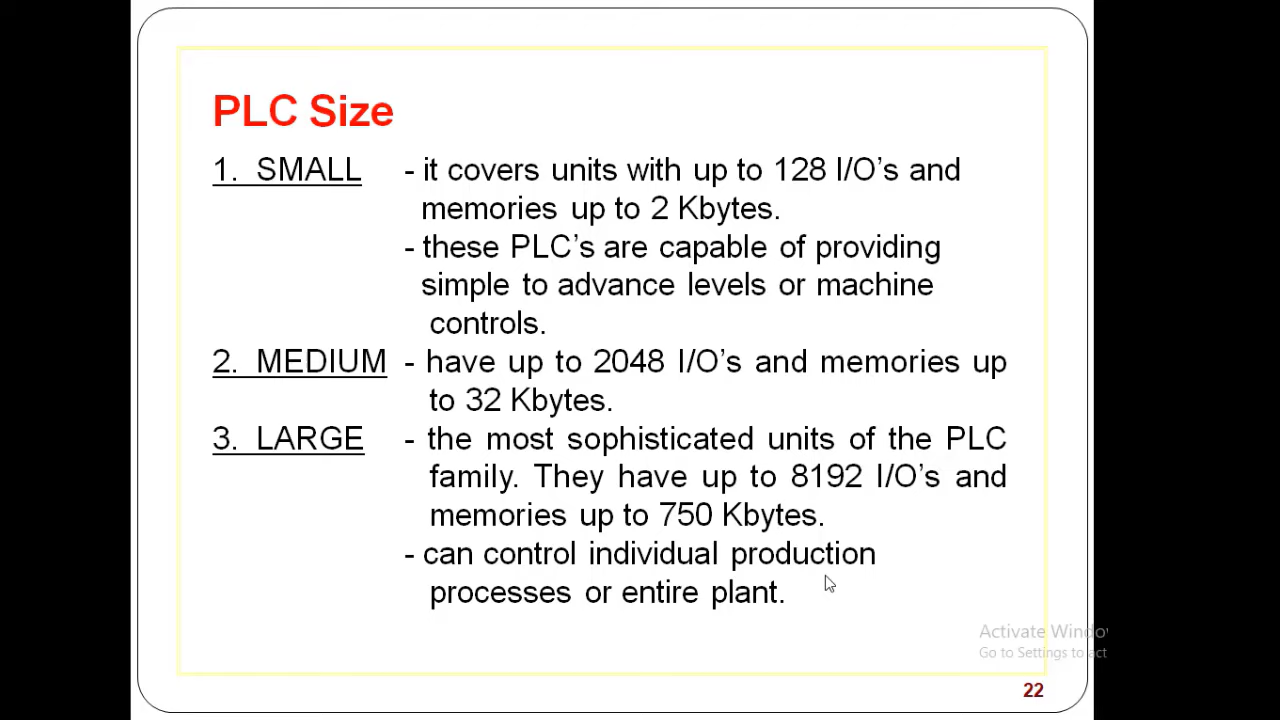 PLC Size
1. SMALL - it covers units with up to 128 I/O's and
memories up to 2 Kbytes.
- these PLC's are capable of providing
simple to advance levels or machine
controls.
2. MEDIUM - have up to 2048 I/O's and memories up
to 32 Kbytes.
3. LARGE - the most sophisticated units of the PLC
family. They have up to 8192 I/O's and
memories up to 750 Kbytes.
- can control individual production
processes or entire plant.
Activate Windo
Go to Settings to act
22